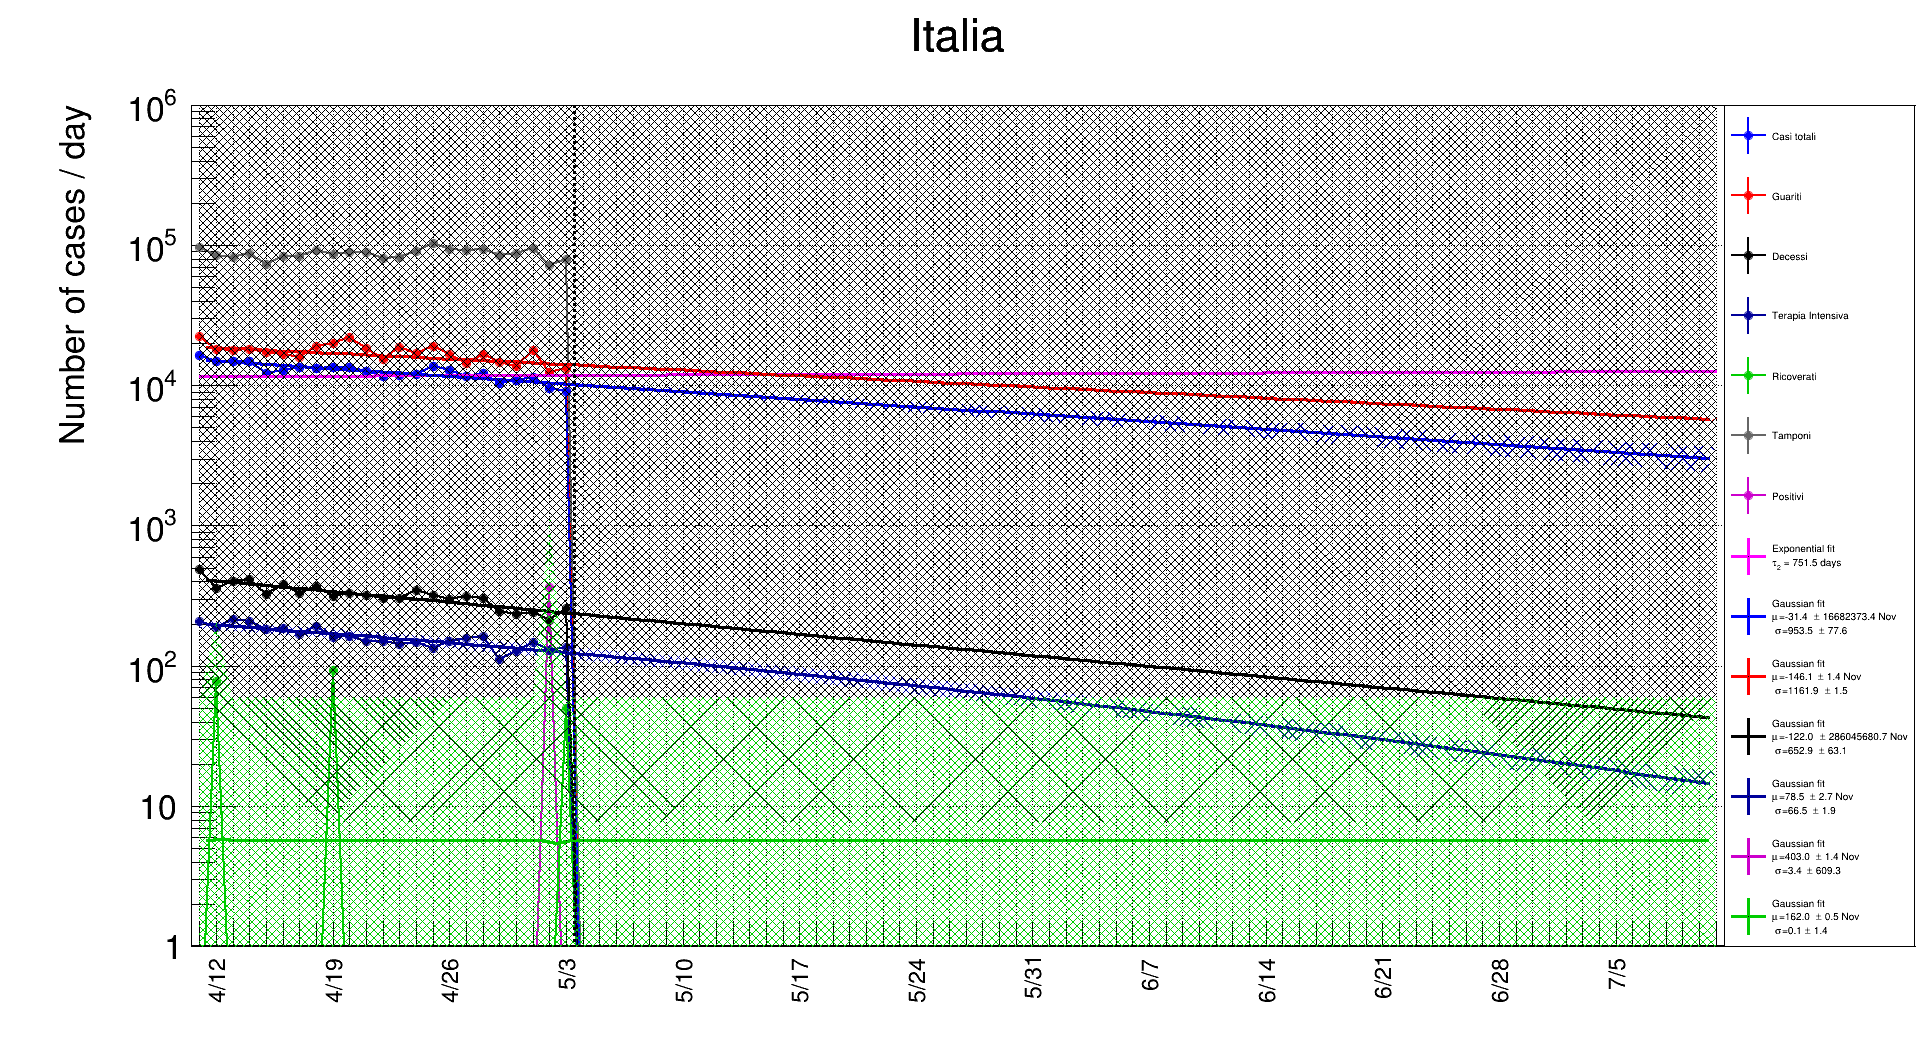 Italia
Number of cases / day
10^6
10^5
10^4
10^3
10^2
10
1
4/12
4/19
4/26
5/3
5/10
5/17
5/24
5/31
6/7
6/14
6/21
6/28
7/5
Casi totali
Guariti
Decessi
Terapia Intensiva
Ricoverati
Tamponi
Positivi
Exponential fit
τ₂ = 751.5 days
Gaussian fit
μ=-31.4 ± 16682373.4 Nov
σ=953.5 ± 77.6
Gaussian fit
μ=-146.1 ± 1.4 Nov
σ=1161.9 ± 1.5
Gaussian fit
μ=-122.0 ± 286045680.7 Nov
σ=652.9 ± 63.1
Gaussian fit
μ=78.5 ± 2.7 Nov
σ=66.5 ± 1.9
Gaussian fit
μ=403.0 ± 1.4 Nov
σ=3.4 ± 609.3
Gaussian fit
μ=162.0 ± 0.5 Nov
σ=0.1 ± 1.4